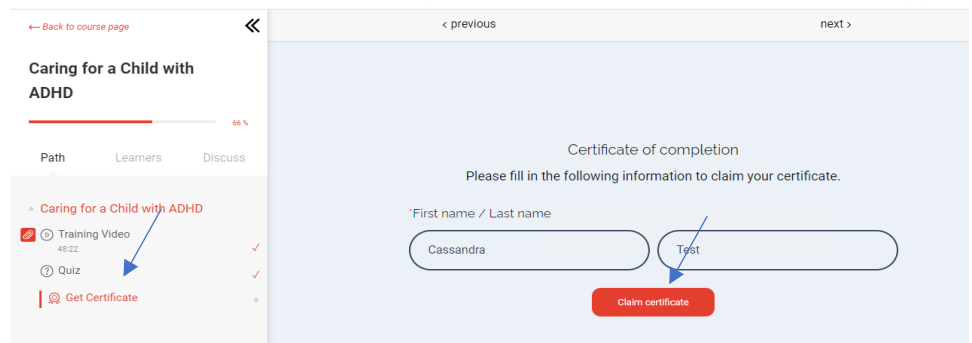 ← Back to course page
Caring for a Child with
ADHD
66 %
Path Learners Discuss
Caring for a Child with ADHD
Training Video
48:22
Quiz
Get Certificate
< previous next >
Certificate of completion
Please fill in the following information to claim your certificate.
*First name / Last name
Cassandra Test
Claim certificate